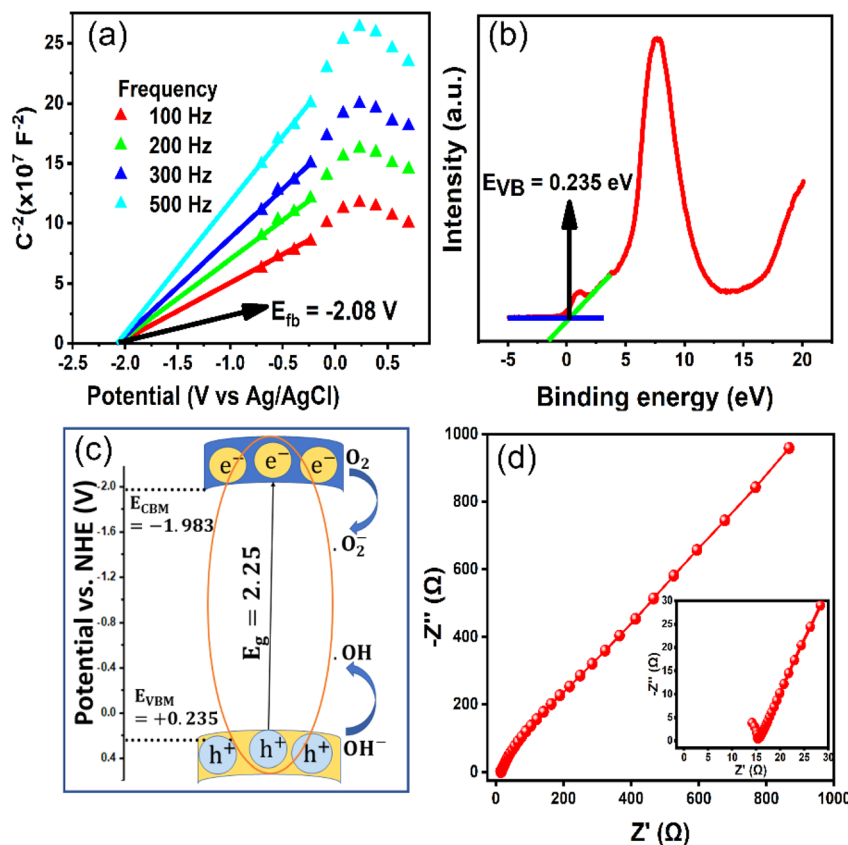 (a)
25
20
15
10
5
0
C⁻²(x10⁷ F⁻²)
Frequency
100 Hz
200 Hz
300 Hz
500 Hz
E_fb = -2.08 V
-2.5 -2.0 -1.5 -1.0 -0.5 0.0 0.5
Potential (V vs Ag/AgCl)
(b)
Intensity (a.u.)
E_VB = 0.235 eV
-5 0 5 10 15 20
Binding energy (eV)
(c)
Potential vs. NHE (V)
-2.0
-1.6
-1.2
-0.8
-0.4
0.0
0.4
E_CBM
= −1.983
E_VBM
= +0.235
e⁻ e⁻ e⁻
E_g = 2.25
h⁺ h⁺ h⁺
O₂
.O₂⁻
.OH
OH⁻
(d)
1000
800
600
400
200
0
-Z'' (Ω)
0 200 400 600 800 1000
Z' (Ω)
30
25
20
15
10
5
0
-Z'' (Ω)
0 5 10 15 20 25 30
Z' (Ω)